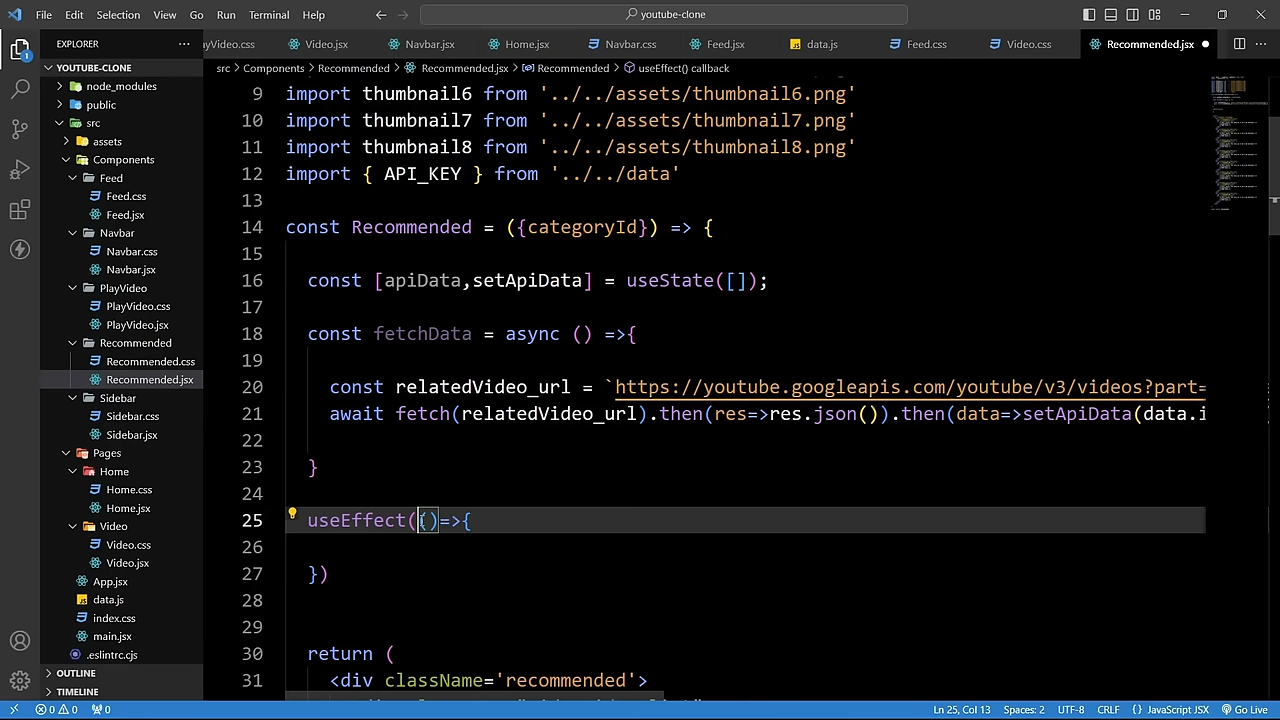 File Edit Selection View Go Run Terminal Help
youtube-clone
EXPLORER
YOUTUBE-CLONE
node_modules
public
src
assets
Components
Feed
Feed.css
Feed.jsx
Navbar
Navbar.css
Navbar.jsx
PlayVideo
PlayVideo.css
PlayVideo.jsx
Recommended
Recommended.css
Recommended.jsx
Sidebar
Sidebar.css
Sidebar.jsx
Pages
Home
Home.css
Home.jsx
Video
Video.css
Video.jsx
App.jsx
data.js
index.css
main.jsx
.eslintrc.cjs
OUTLINE
TIMELINE
1
ayVideo.css Video.jsx Navbar.jsx Home.jsx Navbar.css Feed.jsx data.js Feed.css Video.css Recommended.jsx
src > Components > Recommended > Recommended.jsx > Recommended > useEffect() callback
9 import thumbnail6 from '../../assets/thumbnail6.png'
10 import thumbnail7 from '../../assets/thumbnail7.png'
11 import thumbnail8 from '../../assets/thumbnail8.png'
12 import { API_KEY } from '../../data'
13
14 const Recommended = ({categoryId}) => {
15
16 const [apiData,setApiData] = useState([]);
17
18 const fetchData = async () =>{
19
20 const relatedVideo_url = `https://youtube.googleapis.com/youtube/v3/videos?part=
21 await fetch(relatedVideo_url).then(res=>res.json()).then(data=>setApiData(data.i
22
23 }
24
25 useEffect(()=>{
26
27 })
28
29
30 return (
31 <div className='recommended'>
0 0 0 Ln 25, Col 13 Spaces: 2 UTF-8 CRLF {} JavaScript JSX Go Live